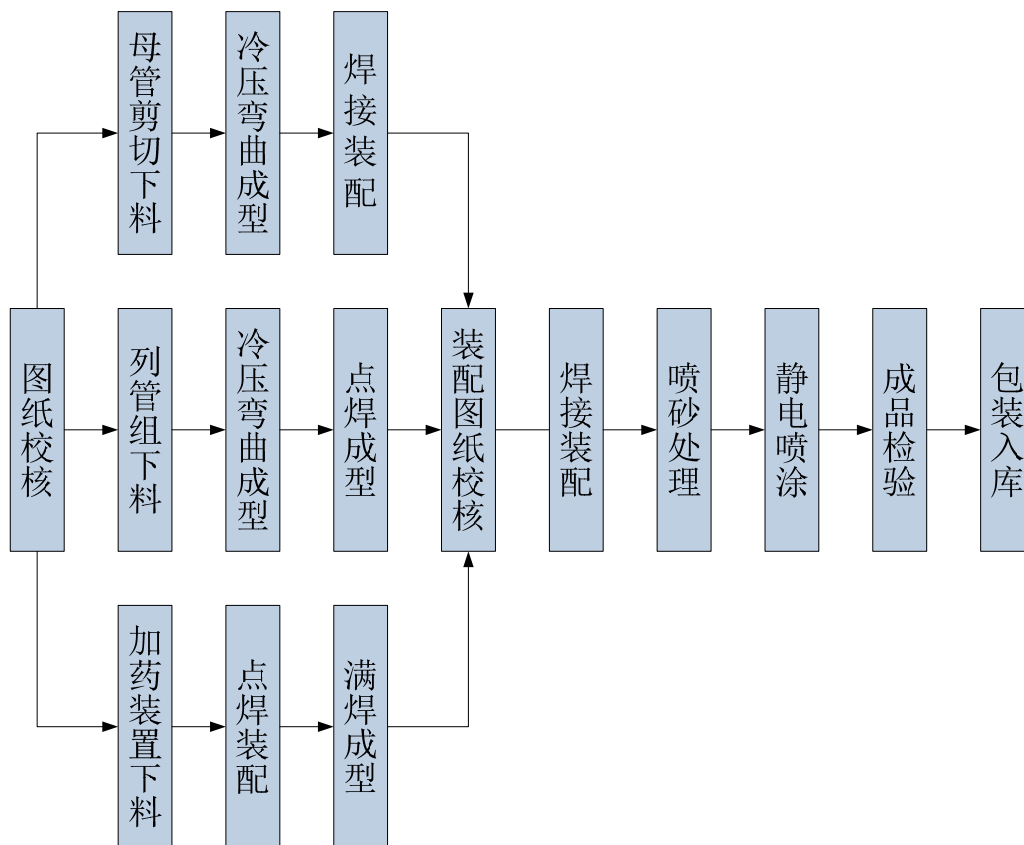 母管剪切下料
冷压弯曲成型
焊接装配
图纸校核
列管组下料
冷压弯曲成型
点焊成型
装配图纸校核
焊接装配
喷砂处理
静电喷涂
成品检验
包装入库
加药装置下料
点焊装配
满焊成型